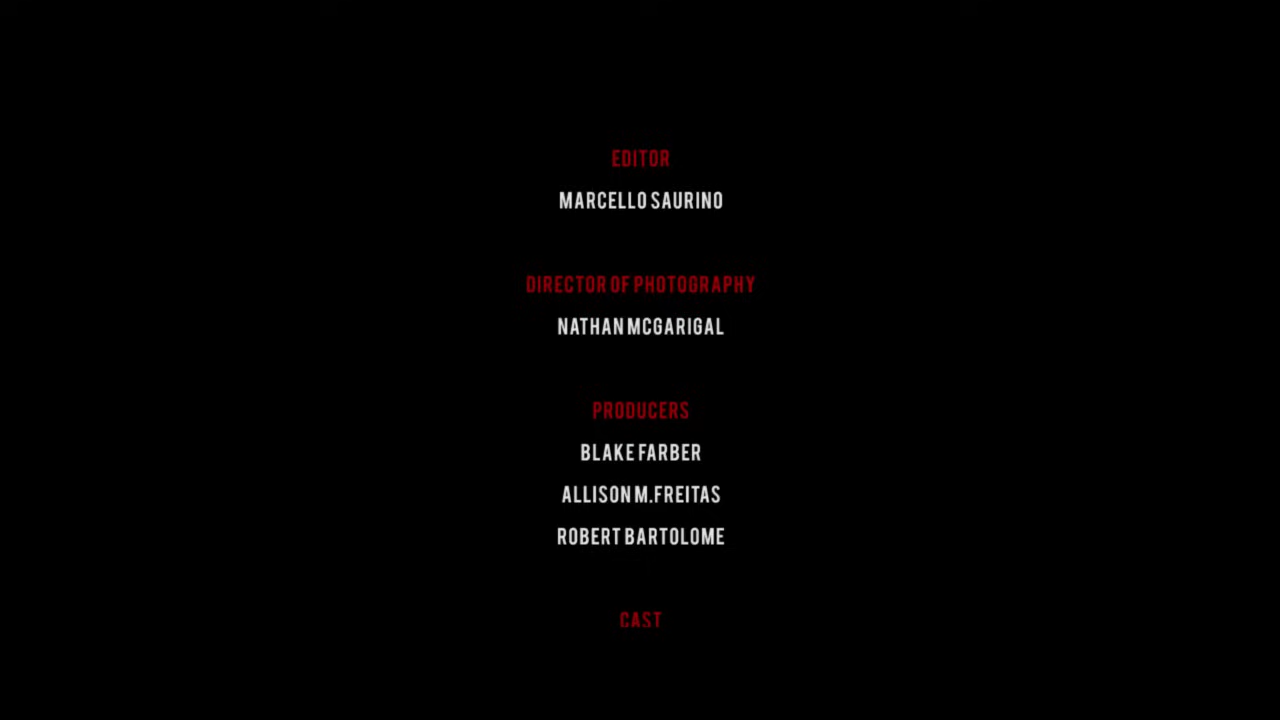 EDITOR
MARCELLO SAURINO
DIRECTOR OF PHOTOGRAPHY
NATHAN MCGARIGAL
PRODUCERS
BLAKE FARBER
ALLISON M.FREITAS
ROBERT BARTOLOME
CAST